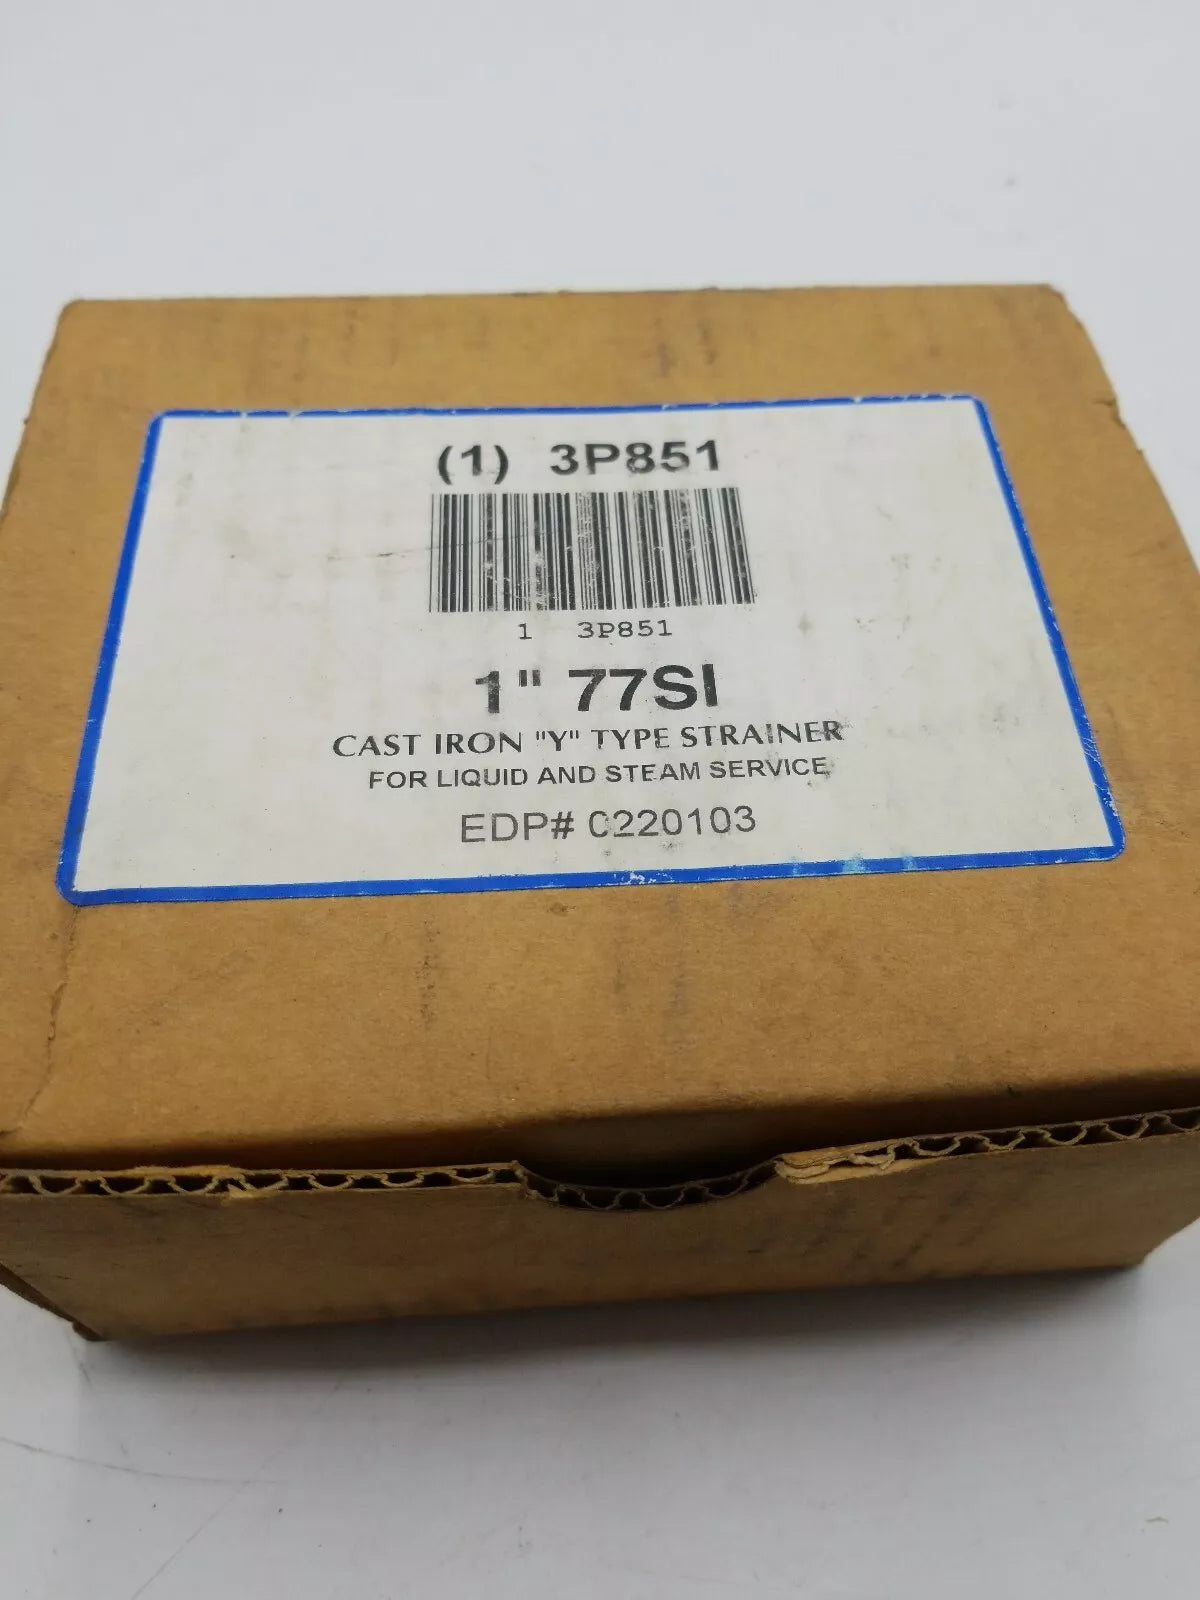 (1) 3P851
1 3P851
1" 77SI
CAST IRON "Y" TYPE STRAINER
FOR LIQUID AND STEAM SERVICE
EDP# 0220103